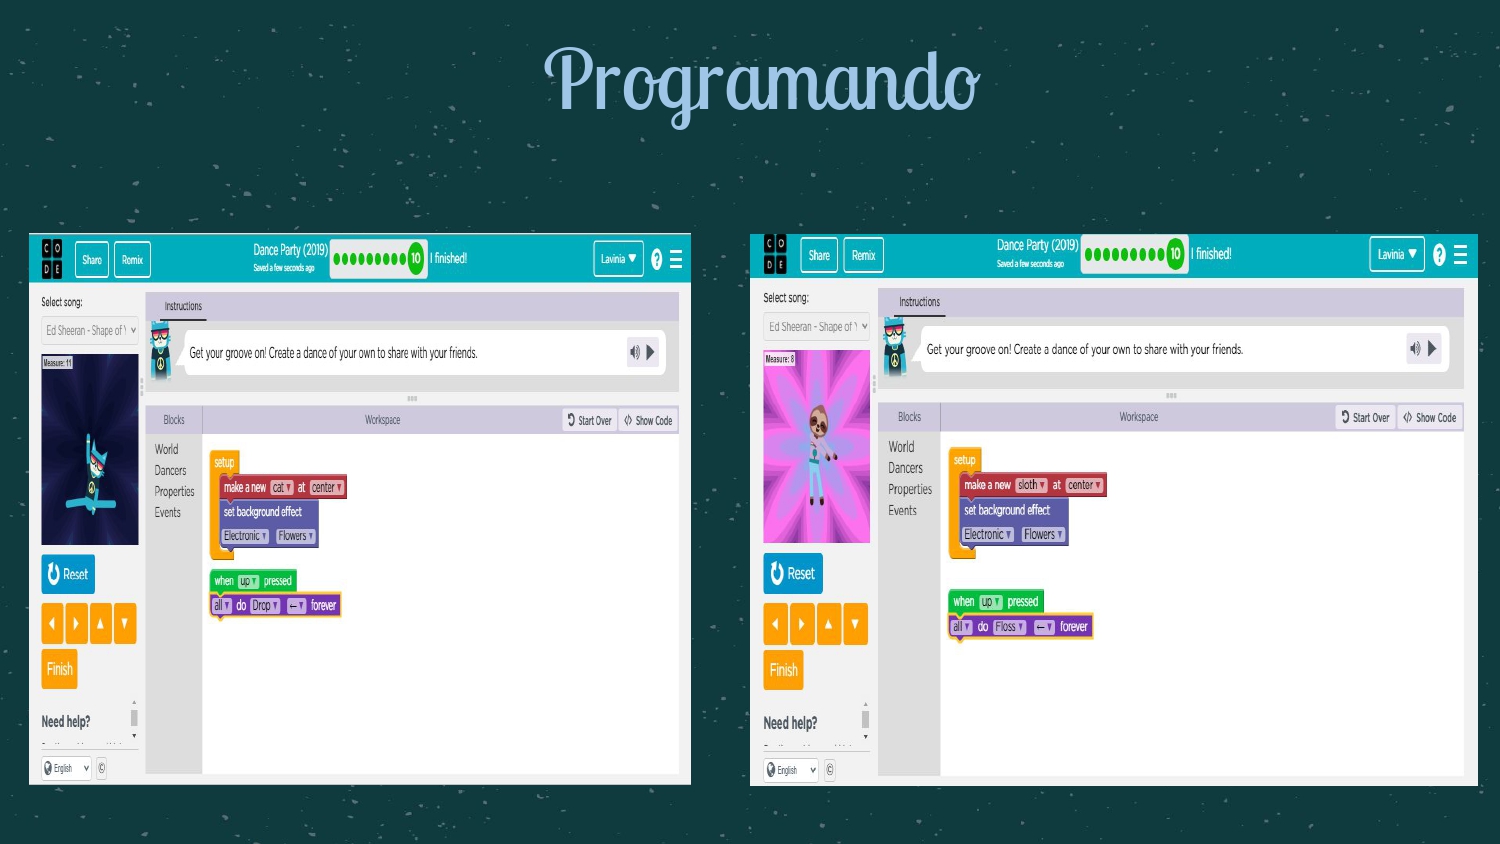 Programando
CO
DE
Share
Remix
Dance Party (2019)
Saved a few seconds ago
10
I finished!
Lavinia ▼
?
Select song:
Ed Sheeran - Shape of
Measure: 11
Instructions
Get your groove on! Create a dance of your own to share with your friends.
Blocks
Workspace
Start Over
</> Show Code
World
Dancers
Properties
Events
setup
make a new cat ▼ at center ▼
set background effect
Electronic ▼ Flowers ▼
when up ▼ pressed
all ▼ do Drop ▼ ←▼ forever
Reset
Finish
Need help?
English
©
CO
DE
Share
Remix
Dance Party (2019)
Saved a few seconds ago
10
I finished!
Lavinia ▼
?
Select song:
Ed Sheeran - Shape of
Measure: 8
Instructions
Get your groove on! Create a dance of your own to share with your friends.
Blocks
Workspace
Start Over
</> Show Code
World
Dancers
Properties
Events
setup
make a new sloth ▼ at center ▼
set background effect
Electronic ▼ Flowers ▼
when up ▼ pressed
all ▼ do Floss ▼ ←▼ forever
Reset
Finish
Need help?
English
©